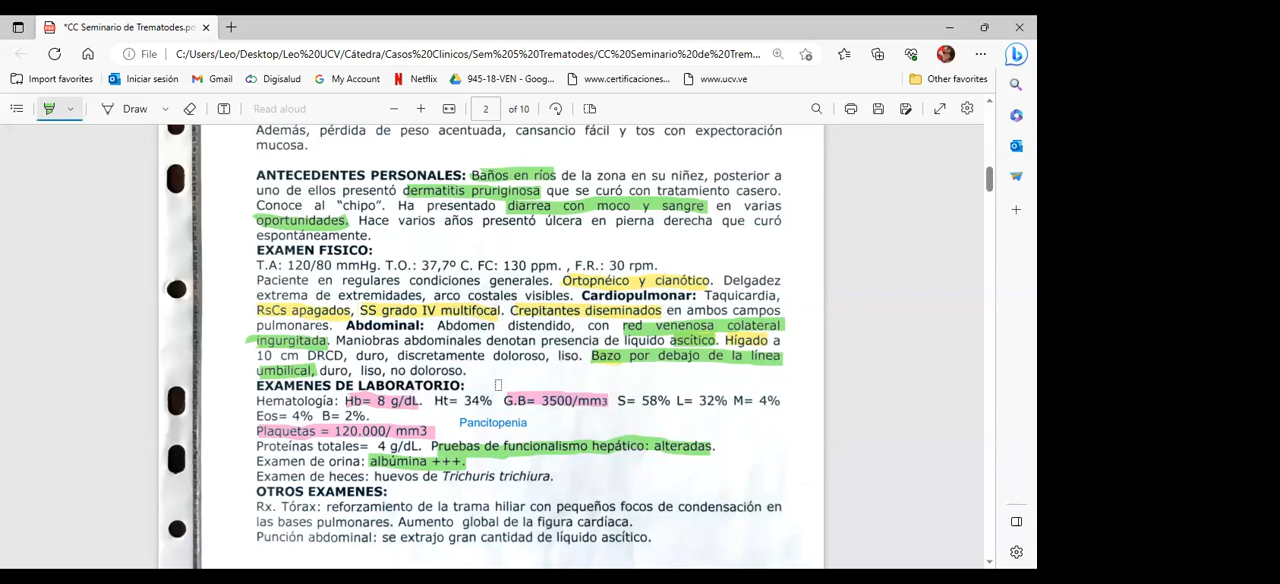 *CC Seminario de Trematodes.pd
File
C:/Users/Leo/Desktop/Leo%20UCV/Cátedra/Casos%20Clinicos/Sem%205%20Trematodes/CC%20Seminario%20de%20Trem...
Import favorites Iniciar sesión Gmail Digisalud My Account Netflix 945-18-VEN - Goog... www.certificaciones... www.ucv.ve Other favorites
Draw Read aloud 2 of 10
Además, pérdida de peso acentuada, cansancio fácil y tos con expectoración
mucosa.
ANTECEDENTES PERSONALES: Baños en ríos de la zona en su niñez, posterior a
uno de ellos presentó dermatitis pruriginosa que se curó con tratamiento casero.
Conoce al “chipo”. Ha presentado diarrea con moco y sangre en varias
oportunidades. Hace varios años presentó úlcera en pierna derecha que curó
espontáneamente.
EXAMEN FISICO:
T.A: 120/80 mmHg. T.O.: 37,7º C. FC: 130 ppm. , F.R.: 30 rpm.
Paciente en regulares condiciones generales. Ortopnéico y cianótico. Delgadez
extrema de extremidades, arco costales visibles. Cardiopulmonar: Taquicardia,
RsCs apagados, SS grado IV multifocal. Crepitantes diseminados en ambos campos
pulmonares. Abdominal: Abdomen distendido, con red venenosa colateral
ingurgitada. Maniobras abdominales denotan presencia de líquido ascítico. Hígado a
10 cm DRCD, duro, discretamente doloroso, liso. Bazo por debajo de la línea
umbilical, duro, liso, no doloroso.
EXAMENES DE LABORATORIO:
Hematología: Hb= 8 g/dL. Ht= 34% G.B= 3500/mm3 S= 58% L= 32% M= 4%
Eos= 4% B= 2%.
Pancitopenia
Plaquetas = 120.000/ mm3
Proteínas totales= 4 g/dL. Pruebas de funcionalismo hepático: alteradas.
Examen de orina: albúmina +++.
Examen de heces: huevos de Trichuris trichiura.
OTROS EXAMENES:
Rx. Tórax: reforzamiento de la trama hiliar con pequeños focos de condensación en
las bases pulmonares. Aumento global de la figura cardíaca.
Punción abdominal: se extrajo gran cantidad de líquido ascítico.